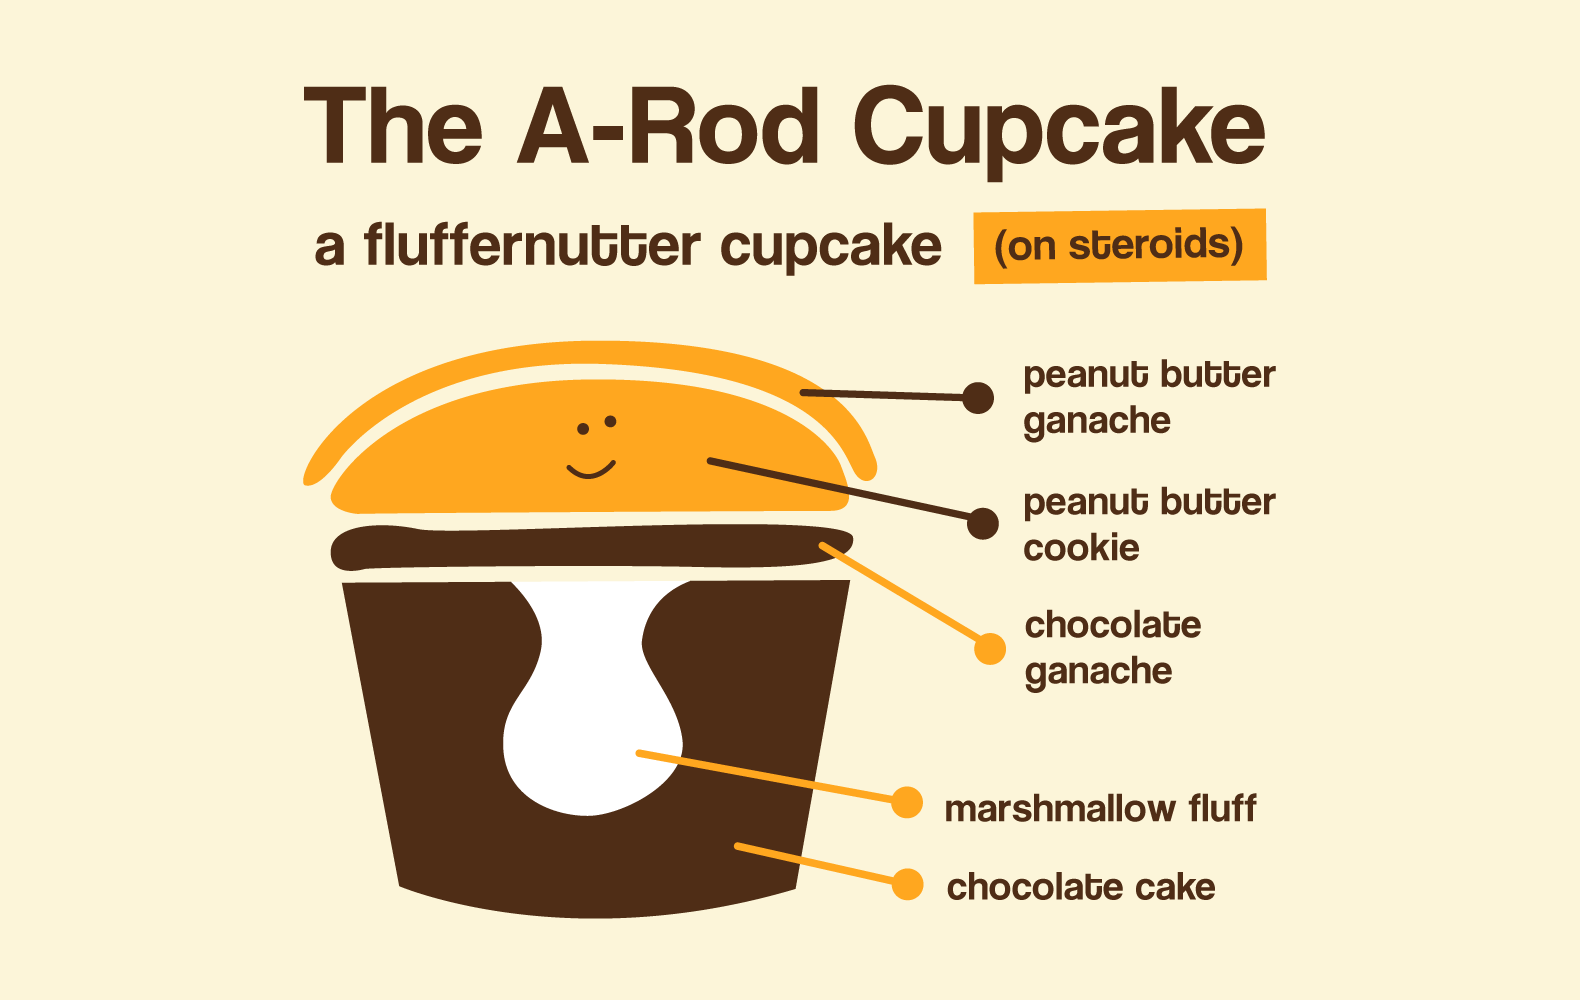 The A-Rod Cupcake
a fluffernutter cupcake (on steroids)
peanut butter
ganache
peanut butter
cookie
chocolate
ganache
marshmallow fluff
chocolate cake